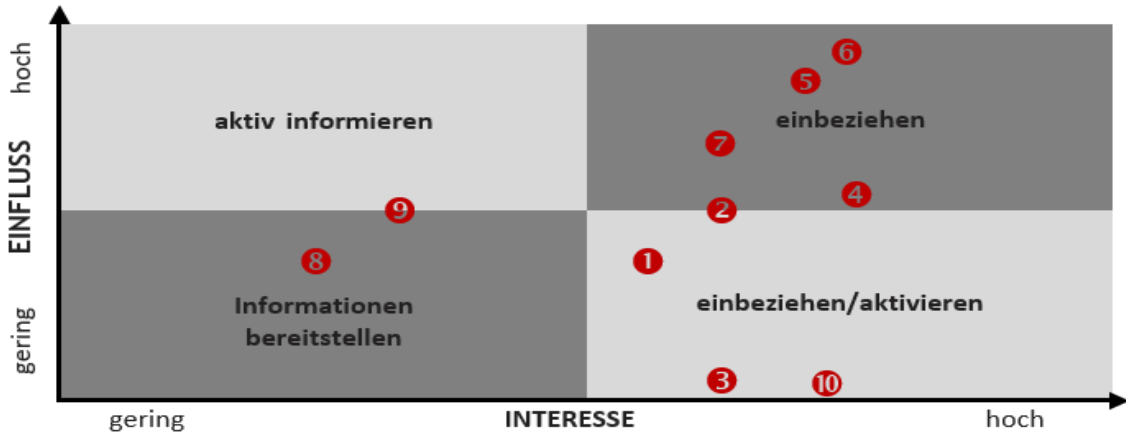 hoch
EINFLUSS
gering
aktiv informieren
einbeziehen
Informationen
bereitstellen
einbeziehen/aktivieren
6
5
7
4
9
2
8
1
3
10
gering
INTERESSE
hoch